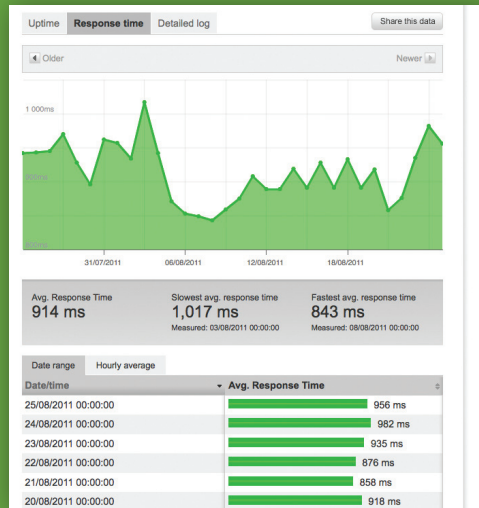 Uptime Response time Detailed log Share this data
Older Newer
1 000ms
31/07/2011 06/08/2011 12/08/2011 18/08/2011
Avg. Response Time Slowest avg. response time Fastest avg. response time
914 ms 1,017 ms 843 ms
Measured: 03/08/2011 00:00:00 Measured: 08/08/2011 00:00:00
Date range Hourly average
Date/time Avg. Response Time
25/08/2011 00:00:00 956 ms
24/08/2011 00:00:00 982 ms
23/08/2011 00:00:00 935 ms
22/08/2011 00:00:00 876 ms
21/08/2011 00:00:00 858 ms
20/08/2011 00:00:00 918 ms